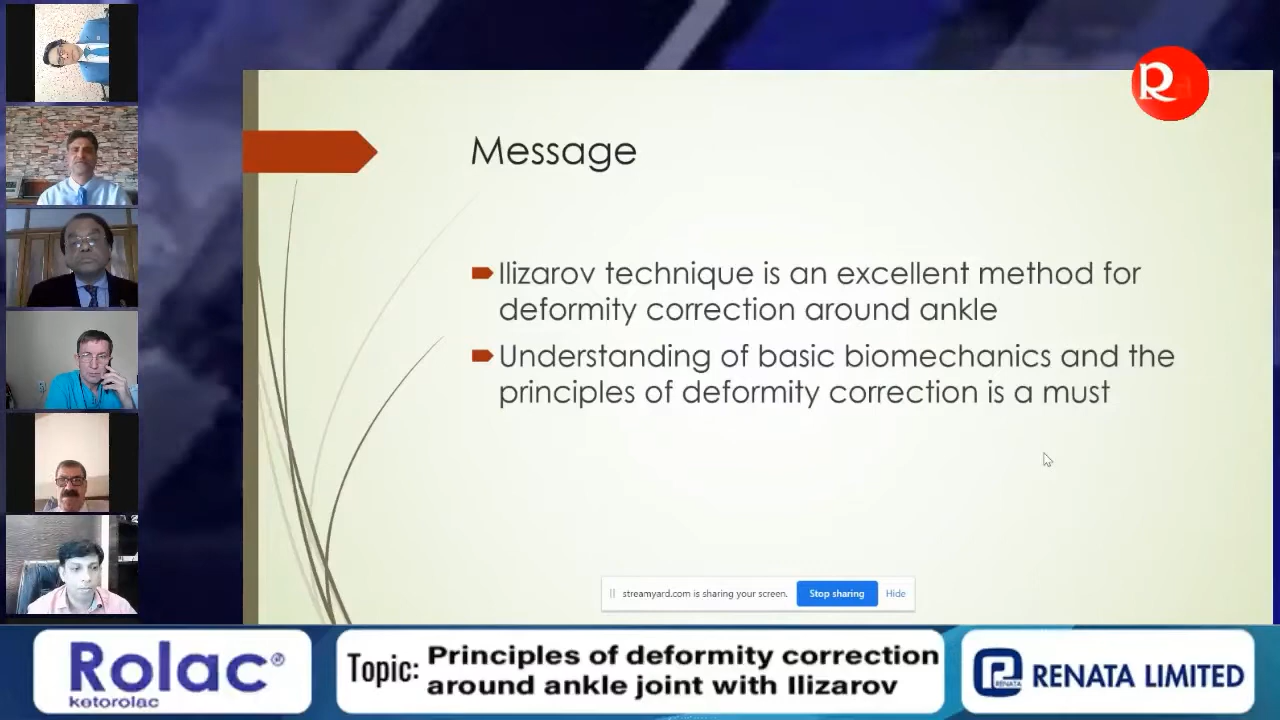 R
Message
Ilizarov technique is an excellent method for
deformity correction around ankle
Understanding of basic biomechanics and the
principles of deformity correction is a must
streamyard.com is sharing your screen.
Stop sharing
Hide
Rolac®
ketorolac
Topic:
Principles of deformity correction
around ankle joint with Ilizarov
RENATA
RENATA LIMITED